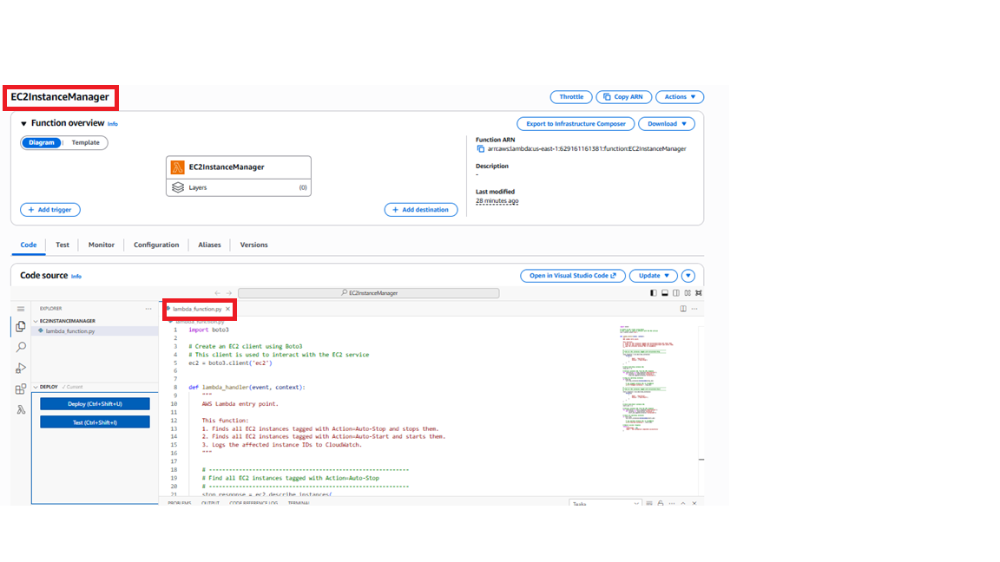 EC2InstanceManager
Throttle
Copy ARN
Actions
Function overview Info
Export to Infrastructure Composer
Download
Diagram
Template
EC2InstanceManager
Layers
(0)
Add trigger
Add destination
Function ARN
arn:aws:lambda:us-east-1:629161161381:function:EC2InstanceManager
Description
-
Last modified
28 minutes ago
Code
Test
Monitor
Configuration
Aliases
Versions
Code source Info
Open in Visual Studio Code
Update
EC2InstanceManager
EXPLORER
EC2INSTANCEMANAGER
lambda_function.py
DEPLOY Current
Deploy (Ctrl+Shift+U)
Test (Ctrl+Shift+I)
lambda_function.py
lambda_function.py
1 import boto3
2
3 # Create an EC2 client using Boto3
4 # This client is used to interact with the EC2 service
5 ec2 = boto3.client('ec2')
6
7
8 def lambda_handler(event, context):
9 """
10 AWS Lambda entry point.
11
12 This function:
13 1. Finds all EC2 instances tagged with Action=Auto-Stop and stops them.
14 2. Finds all EC2 instances tagged with Action=Auto-Start and starts them.
15 3. Logs the affected instance IDs to CloudWatch.
16 """
17
18 # ------------------------------------------------------------
19 # Find all EC2 instances tagged with Action=Auto-Stop
20 # ------------------------------------------------------------
21 stop_response = ec2.describe_instances(
PROBLEMS
OUTPUT
CODE REFERENCE LOG
TERMINAL
Tasks